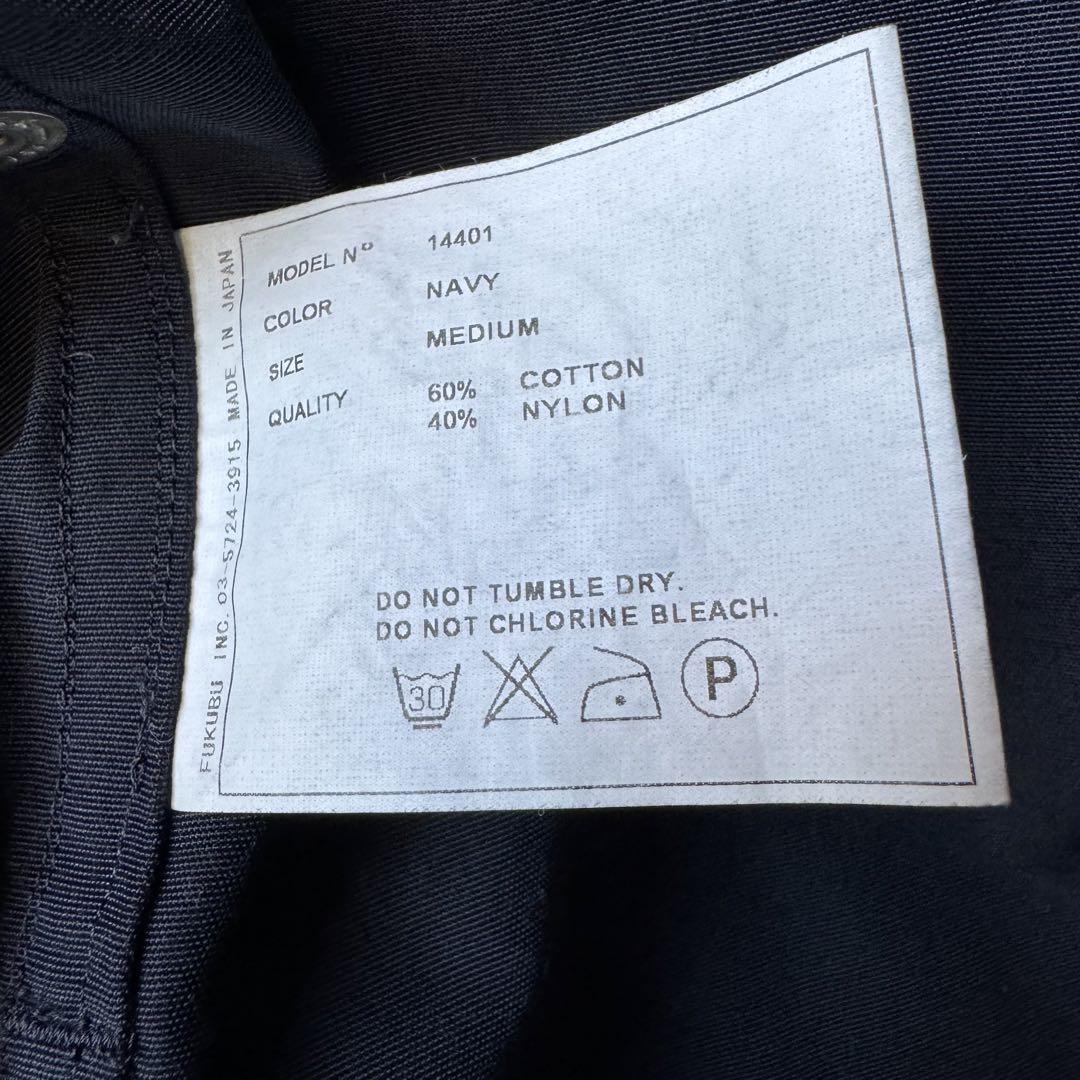 MODEL Nº 14401
COLOR NAVY
SIZE MEDIUM
QUALITY 60% COTTON
40% NYLON
DO NOT TUMBLE DRY.
DO NOT CHLORINE BLEACH.
30 P
FUKUBU INC. 03-5724-3915 MADE IN JAPAN